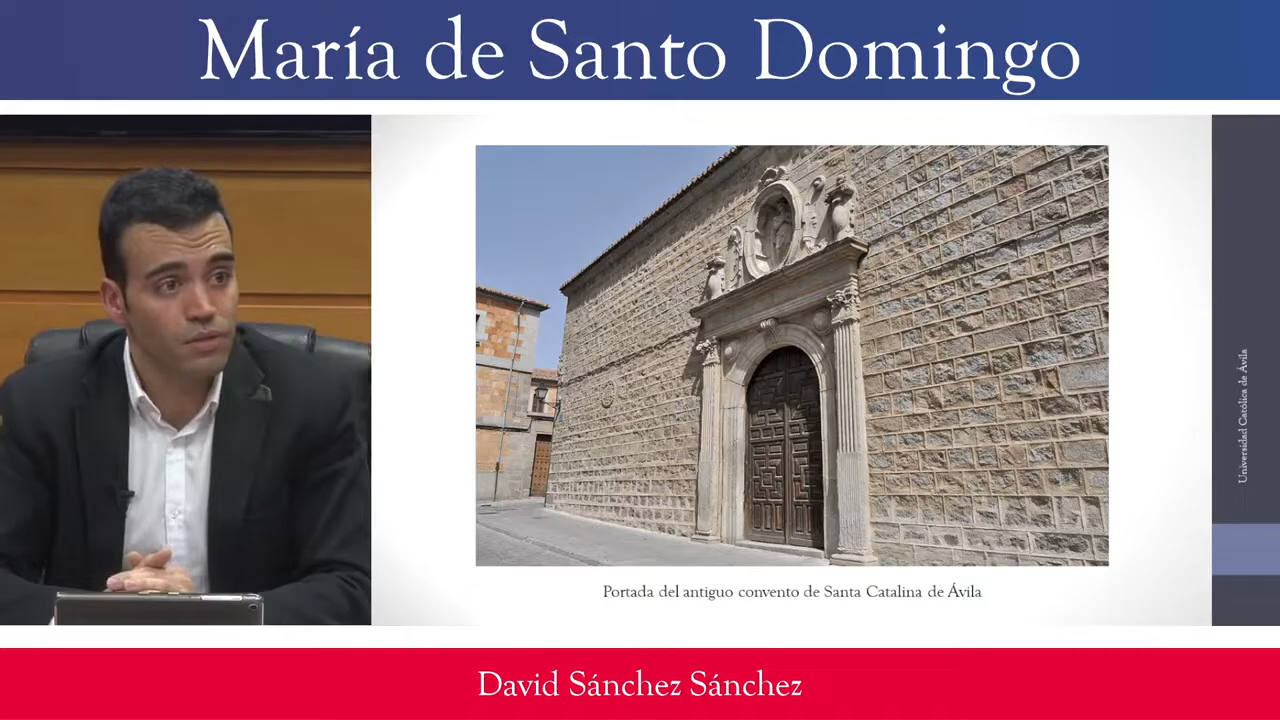 María de Santo Domingo
Universidad Católica de Ávila
Portada del antiguo convento de Santa Catalina de Ávila
David Sánchez Sánchez